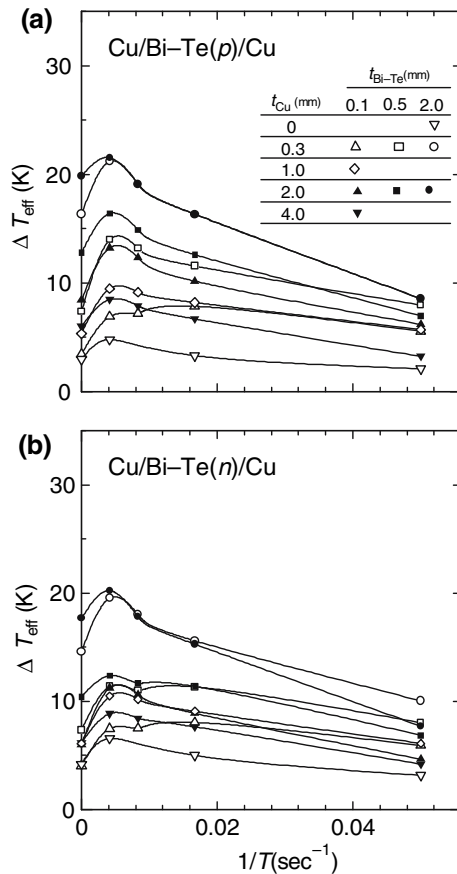 (a)
Cu/Bi–Te(p)/Cu
30
20
10
0
Δ T_eff (K)
t_Bi–Te(mm)
t_Cu (mm) 0.1 0.5 2.0
0
0.3
1.0
2.0
4.0
(b)
Cu/Bi–Te(n)/Cu
30
20
10
0
Δ T_eff (K)
0 0.02 0.04
1/T(sec⁻¹)